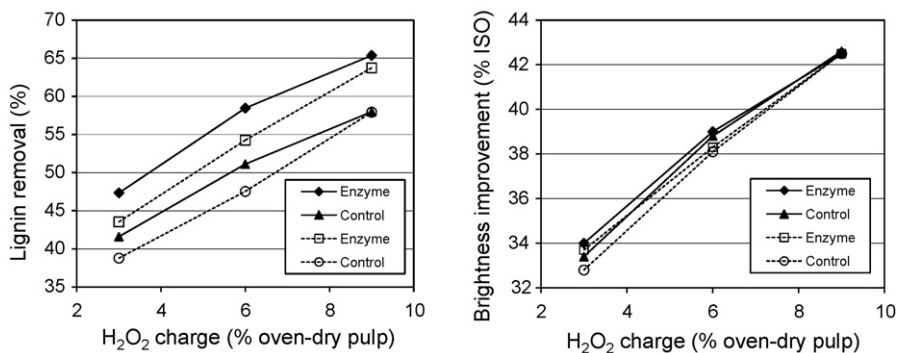 70
65
60
55
50
45
40
35
Lignin removal (%)
Enzyme
Control
Enzyme
Control
2 4 6 8 10
H₂O₂ charge (% oven-dry pulp)
44
42
40
38
36
34
32
Brightness improvement (% ISO)
Enzyme
Control
Enzyme
Control
2 4 6 8 10
H₂O₂ charge (% oven-dry pulp)